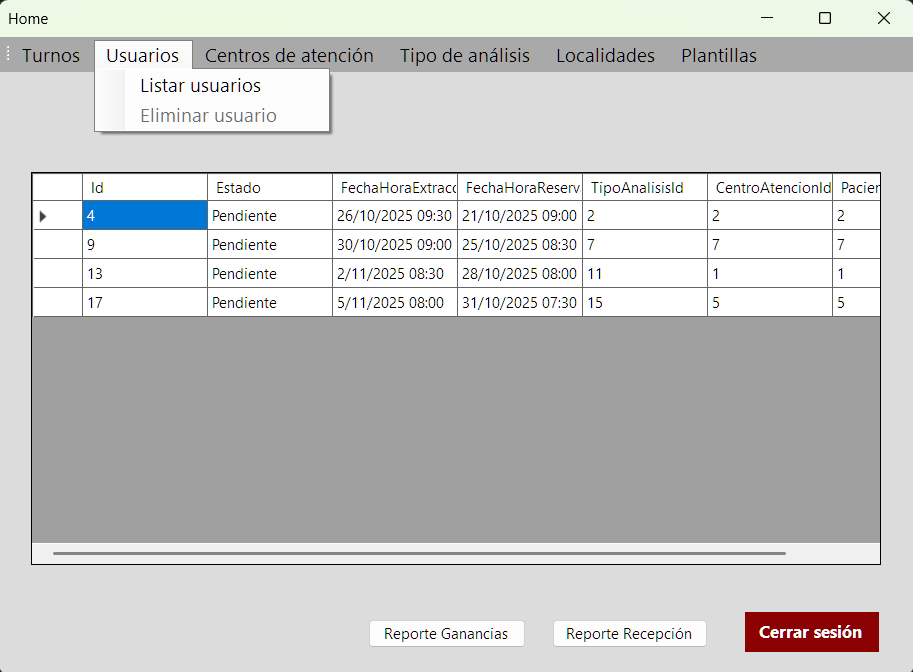 Home
Turnos Usuarios Centros de atención Tipo de análisis Localidades Plantillas
Listar usuarios
Eliminar usuario
Id Estado FechaHoraExtracc FechaHoraReserv TipoAnalisisId CentroAtencionId Pacien
4 Pendiente 26/10/2025 09:30 21/10/2025 09:00 2 2 2
9 Pendiente 30/10/2025 09:00 25/10/2025 08:30 7 7 7
13 Pendiente 2/11/2025 08:30 28/10/2025 08:00 11 1 1
17 Pendiente 5/11/2025 08:00 31/10/2025 07:30 15 5 5
Reporte Ganancias Reporte Recepción Cerrar sesión